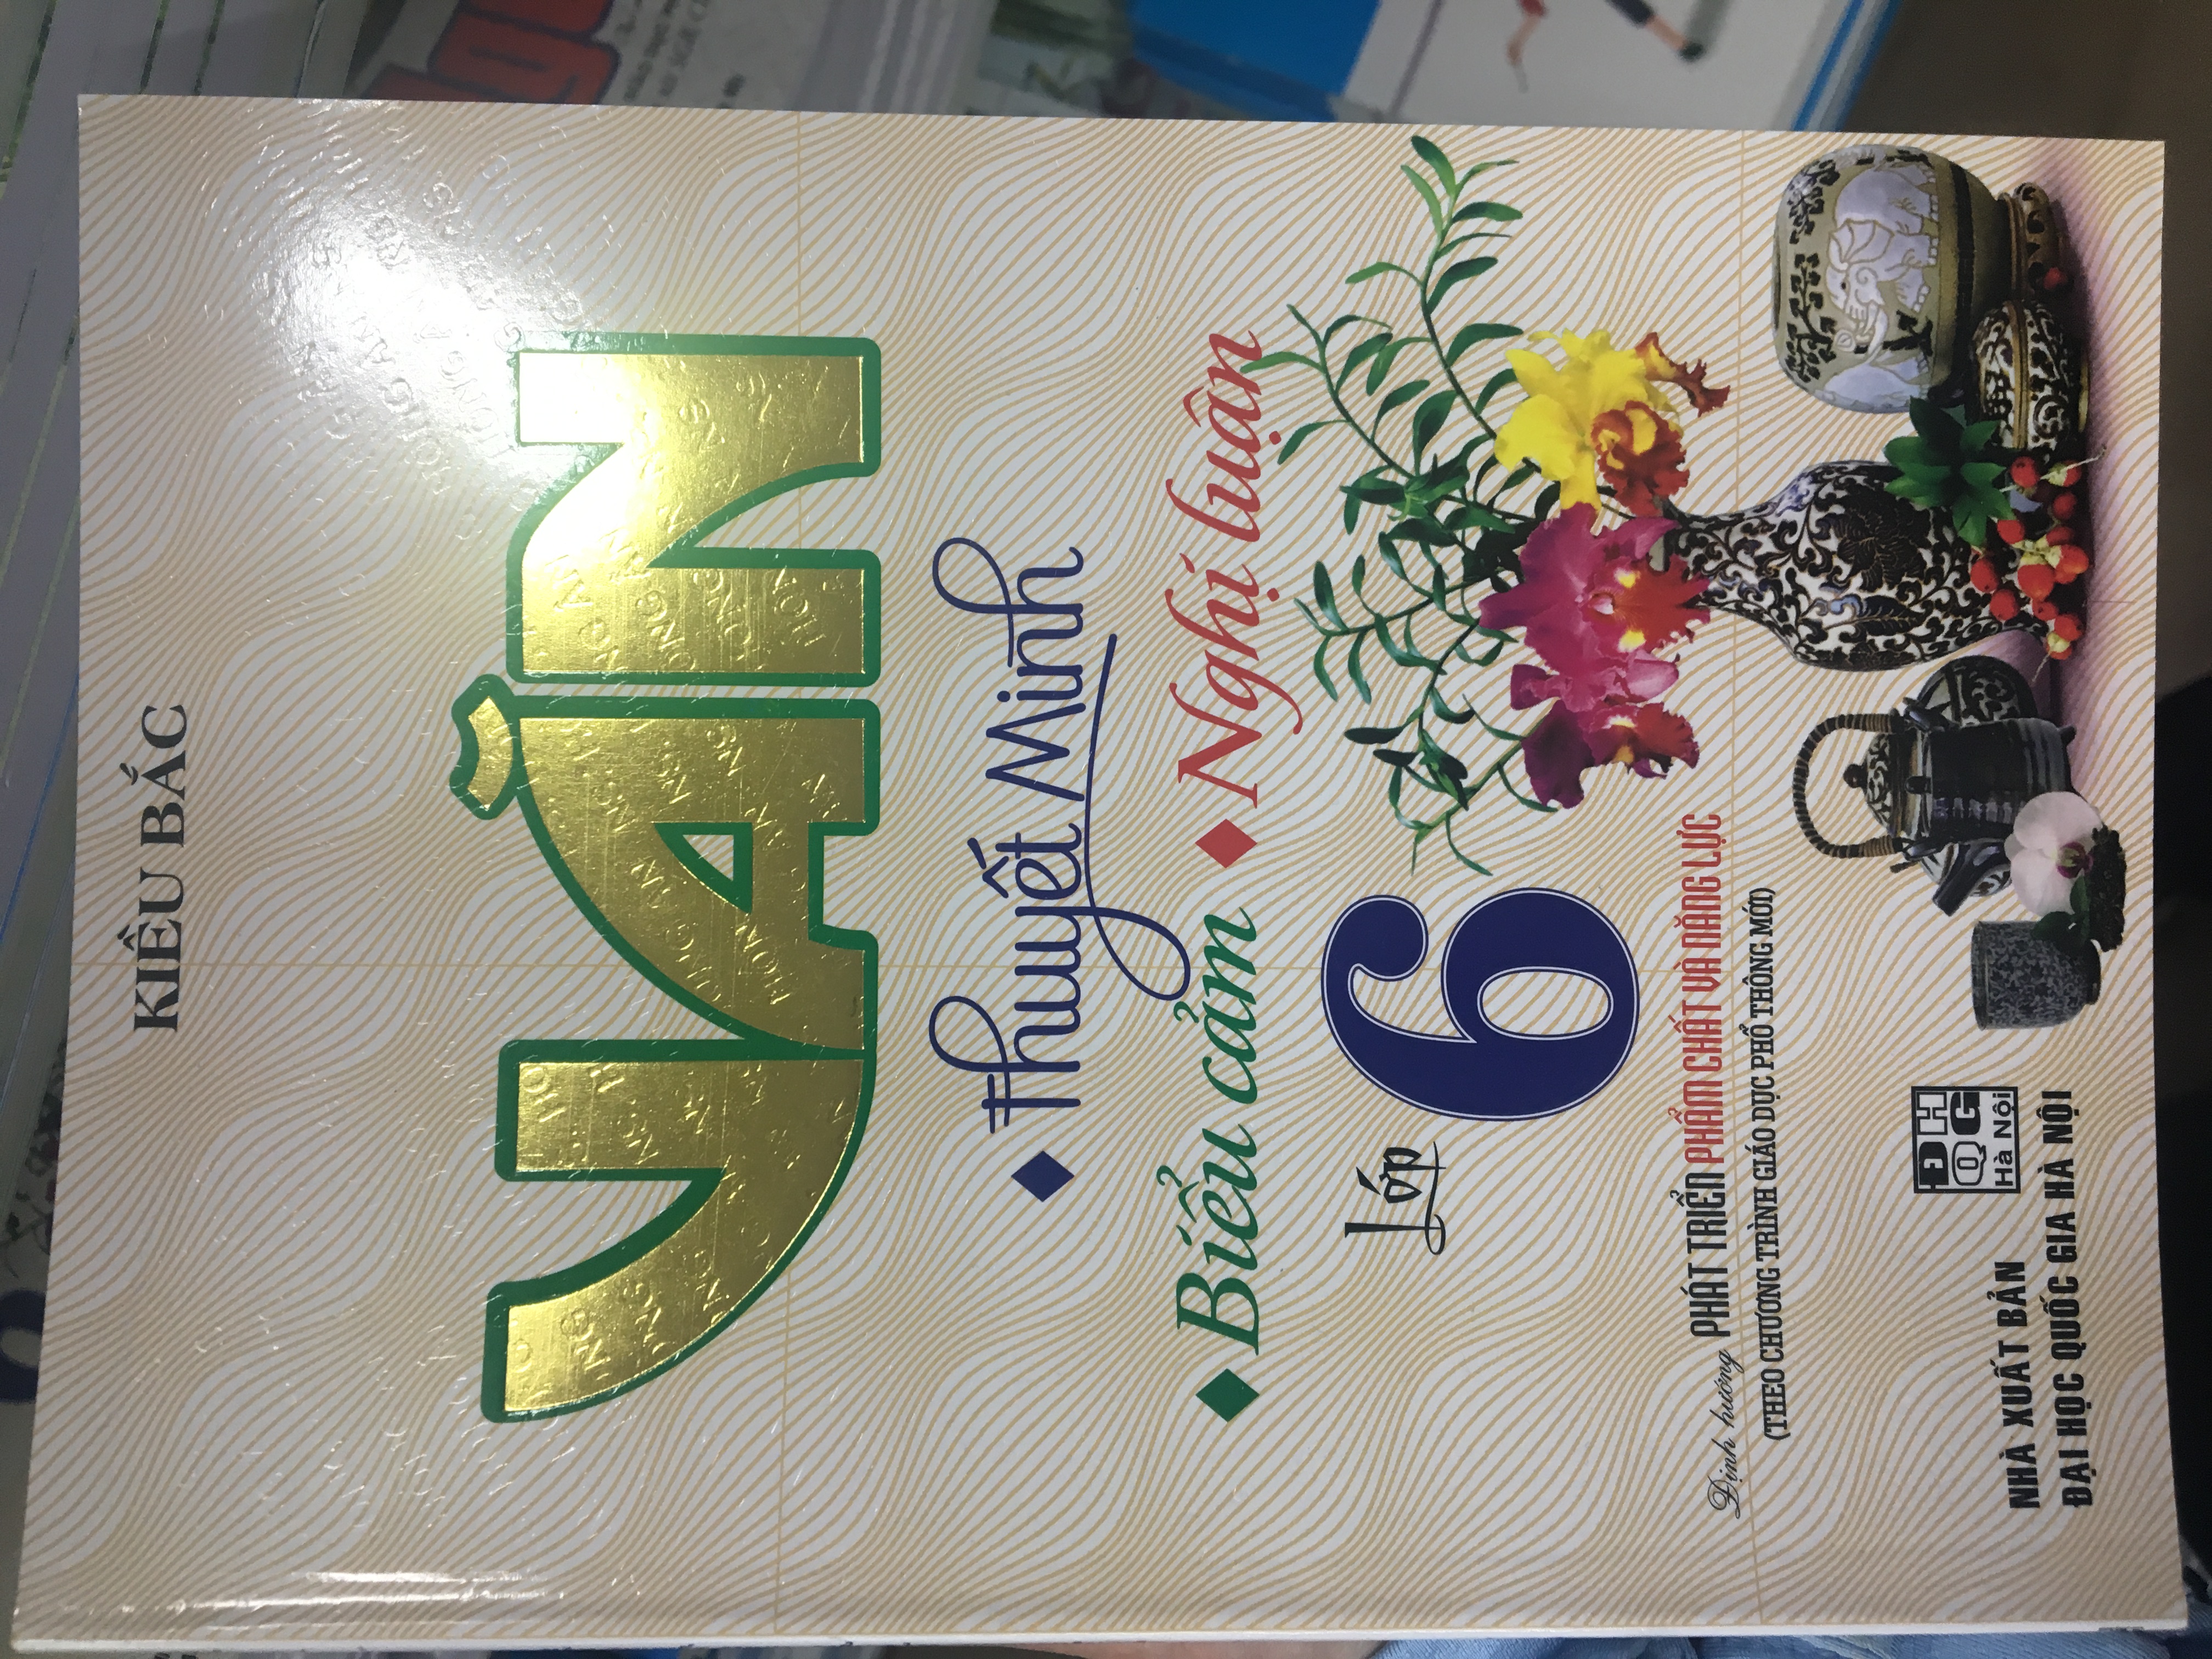 KIỀU BẮC
VĂN
Thuyết Minh
Biểu cảm
Nghị luận
Lớp 6
Định hướng PHÁT TRIỂN PHẨM CHẤT VÀ NĂNG LỰC
(THEO CHƯƠNG TRÌNH GIÁO DỤC PHỔ THÔNG MỚI)
ĐH
QG
Hà Nội
NHÀ XUẤT BẢN
ĐẠI HỌC QUỐC GIA HÀ NỘI